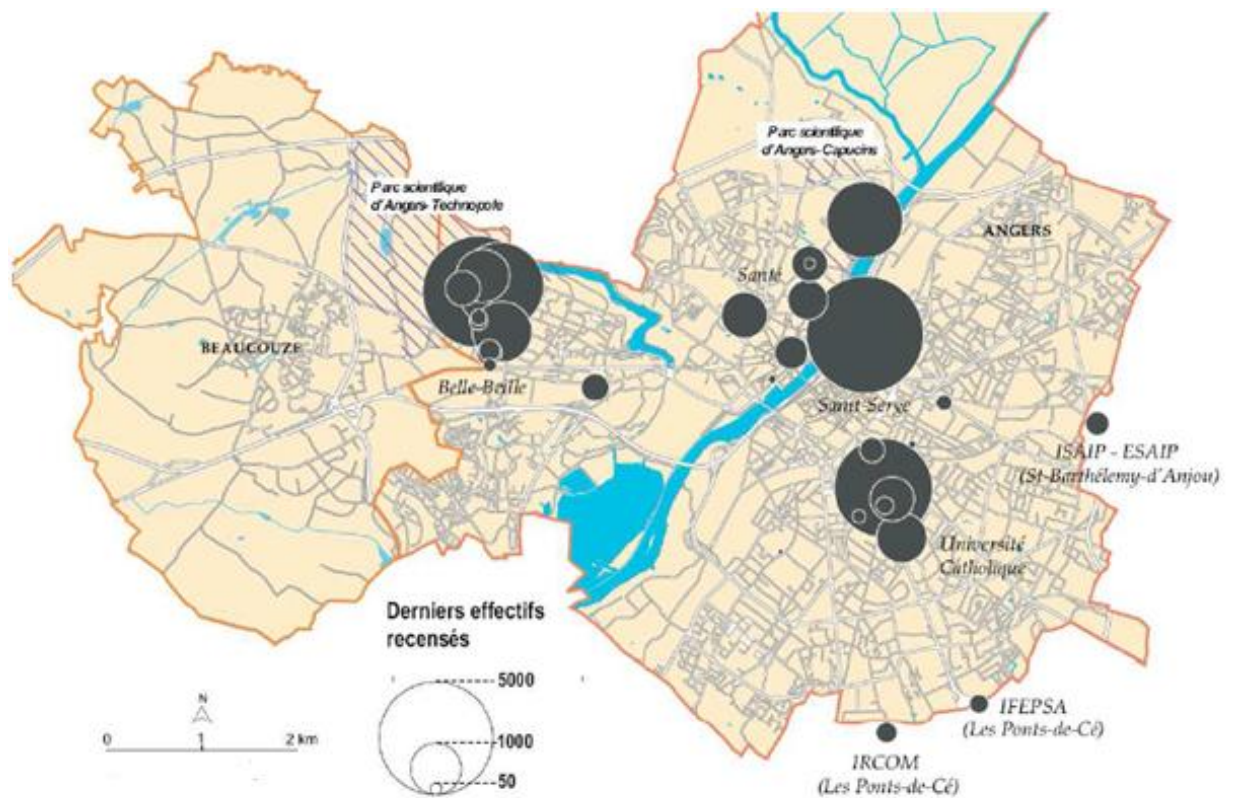 Parc scientifique
d'Angers-Capucins
Parc scientifique
d'Angers-Technopole
ANGERS
Santé
BEAUCOUZE
Belle-Beille
Saint-Serge
ISAIP - ESAIP
(St-Barthélemy-d'Anjou)
Université
Catholique
Derniers effectifs
recensés
5000
1000
50
N
0 1 2 km
IFEPSA
(Les Ponts-de-Cé)
IRCOM
(Les Ponts-de-Cé)